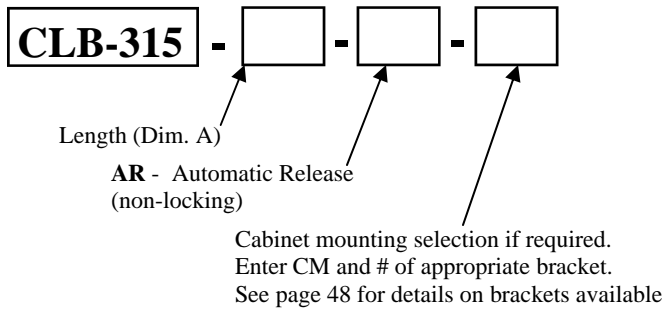 CLB-315 - - -
Length (Dim. A)
AR - Automatic Release
(non-locking)
Cabinet mounting selection if required.
Enter CM and # of appropriate bracket.
See page 48 for details on brackets available